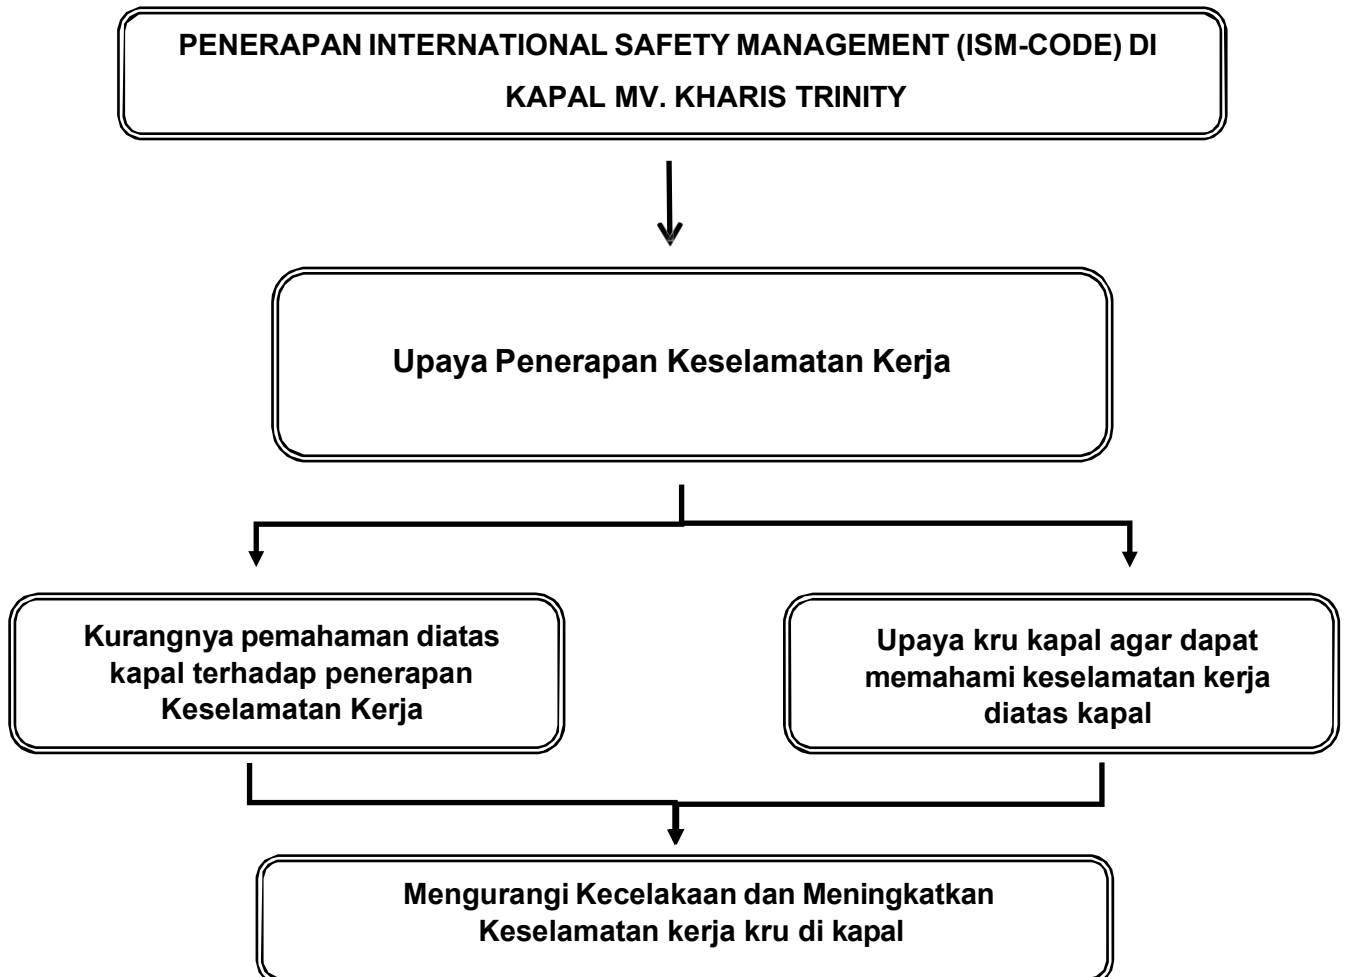 PENERAPAN INTERNATIONAL SAFETY MANAGEMENT (ISM-CODE) DI
KAPAL MV. KHARIS TRINITY
Upaya Penerapan Keselamatan Kerja
Kurangnya pemahaman diatas
kapal terhadap penerapan
Keselamatan Kerja
Upaya kru kapal agar dapat
memahami keselamatan kerja
diatas kapal
Mengurangi Kecelakaan dan Meningkatkan
Keselamatan kerja kru di kapal